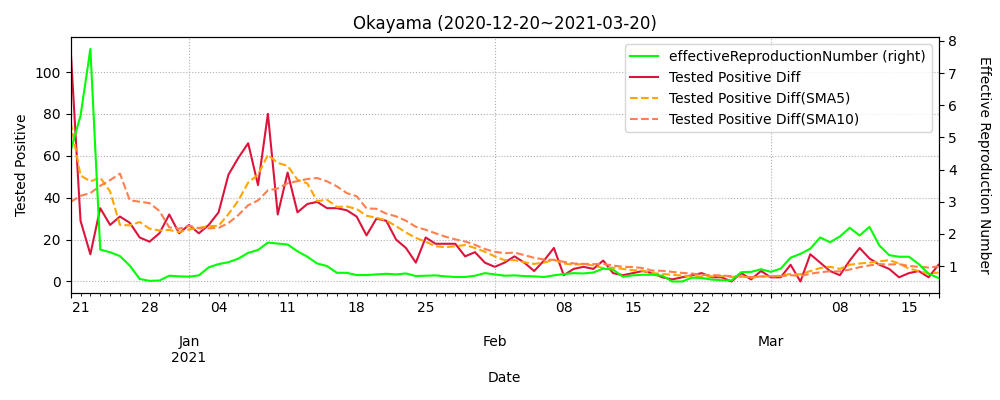 Okayama (2020-12-20~2021-03-20)
effectiveReproductionNumber (right)
Tested Positive Diff
Tested Positive Diff(SMA5)
Tested Positive Diff(SMA10)
Tested Positive
100
80
60
40
20
0
Effective Reproduction Number
8
7
6
5
4
3
2
1
21 28 04 11 18 25 08 15 22 08 15
Jan Feb Mar
2021
Date